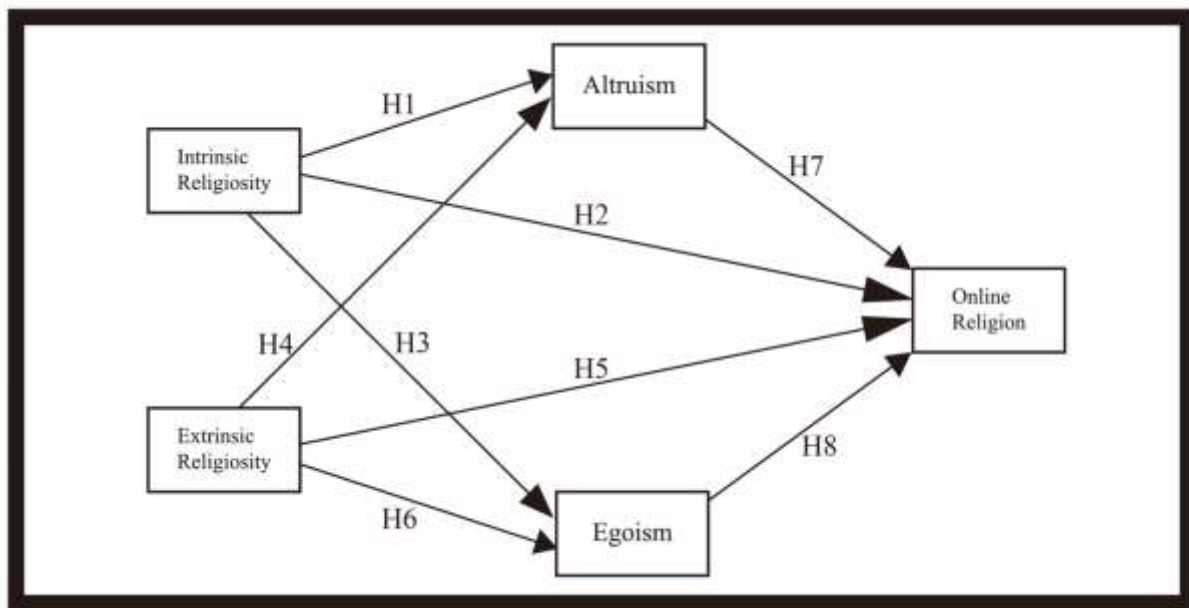 Altruism
H1
H7
Intrinsic
Religiosity
H2
Online
Religion
H4
H3
H5
Extrinsic
Religiosity
H8
H6
Egoism